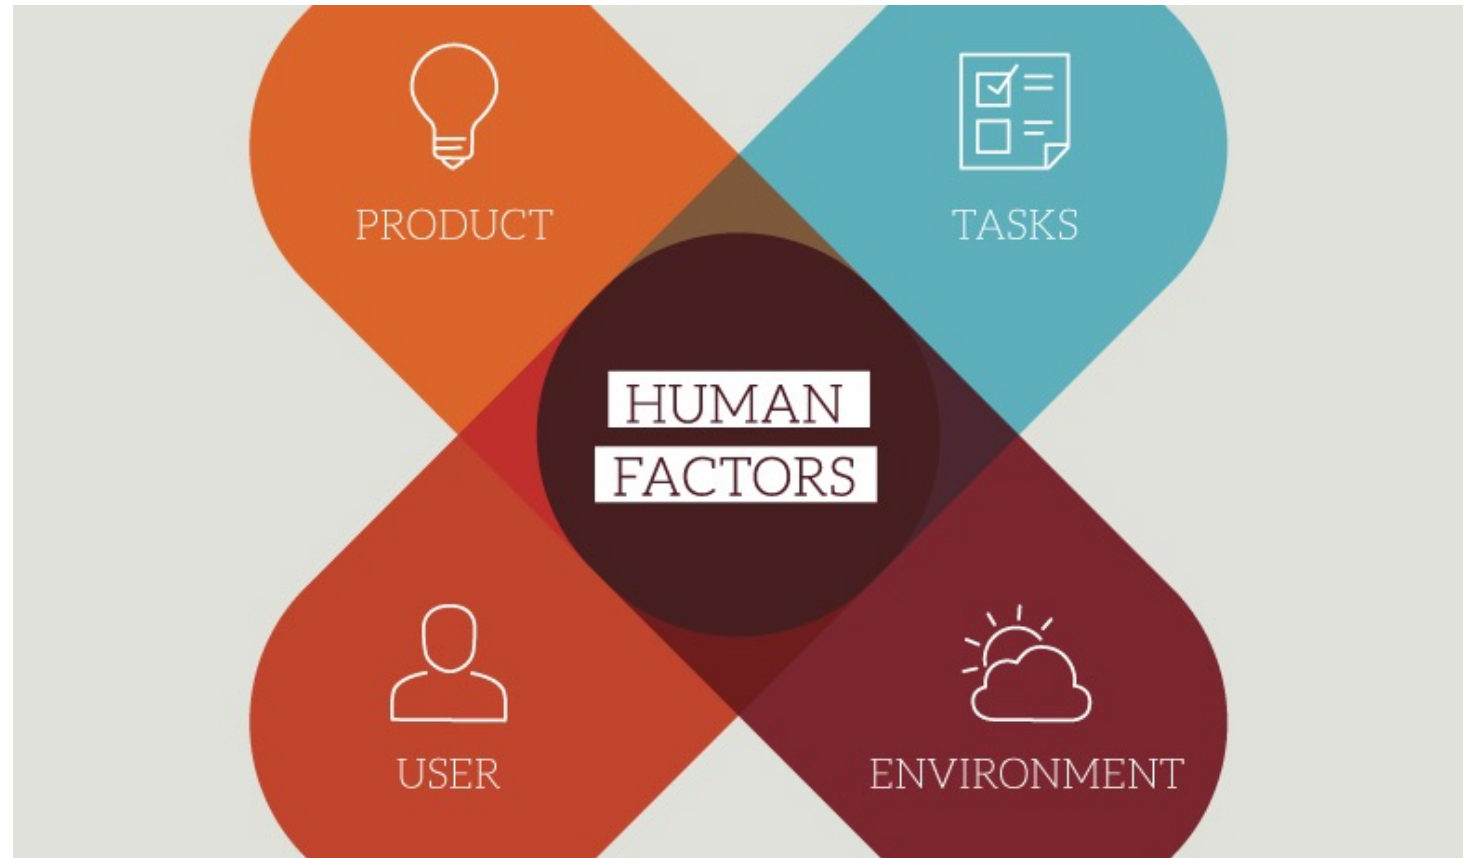 PRODUCT
TASKS
HUMAN
FACTORS
USER
ENVIRONMENT